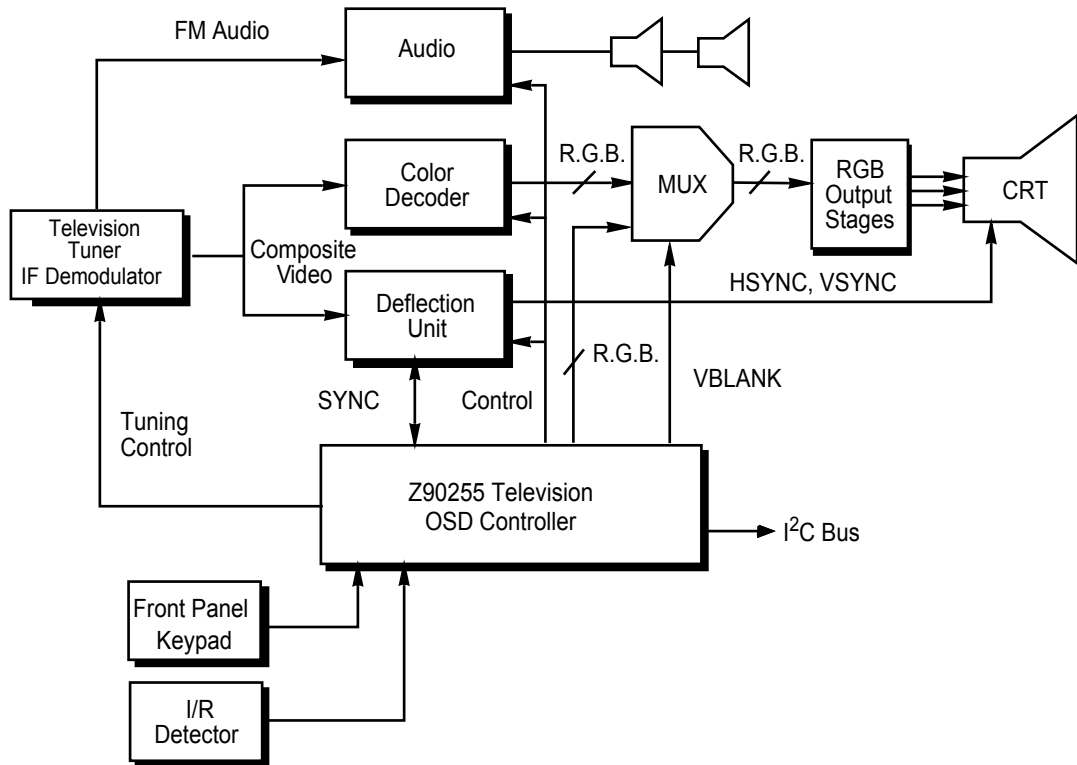 FM Audio
Audio
Color
Decoder
R.G.B.
MUX
R.G.B.
RGB
Output
Stages
CRT
Television
Tuner
IF Demodulator
Composite
Video
Deflection
Unit
HSYNC, VSYNC
R.G.B.
VBLANK
SYNC
Control
Tuning
Control
Z90255 Television
OSD Controller
I²C Bus
Front Panel
Keypad
I/R
Detector